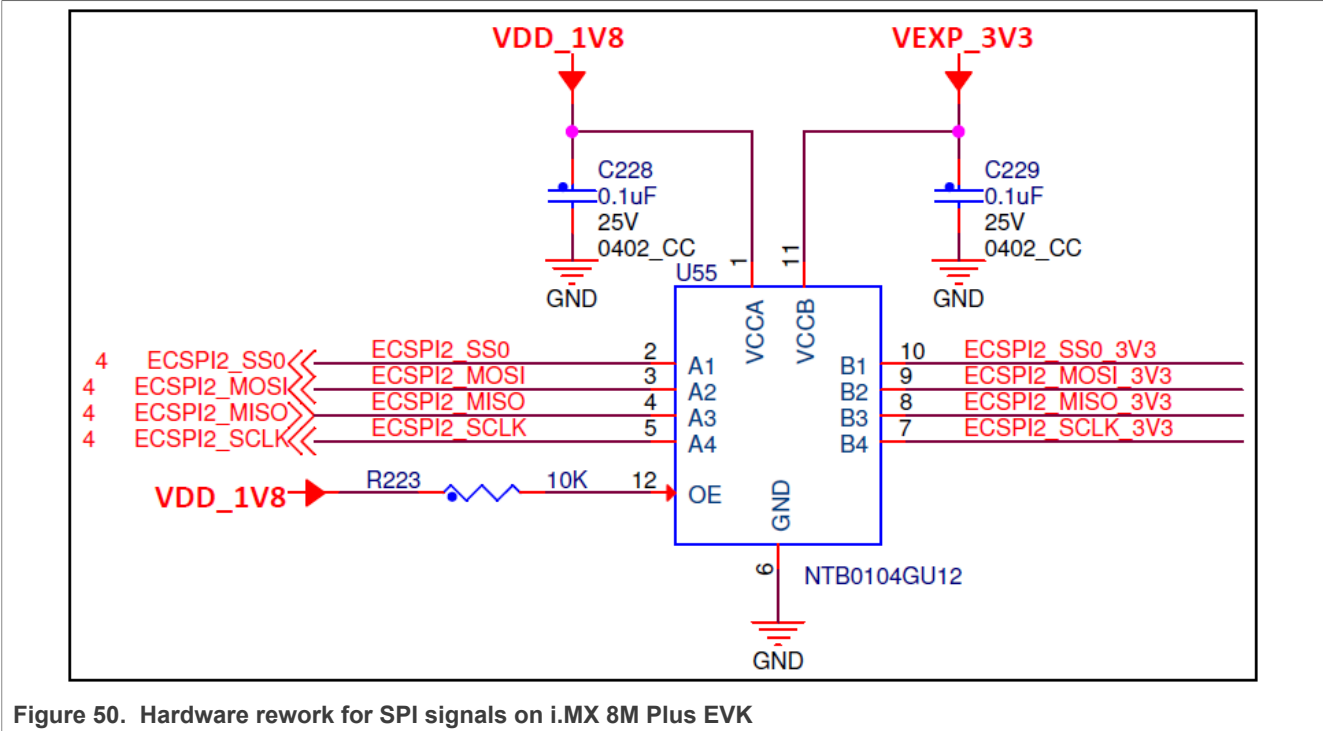 VDD_1V8
VEXP_3V3
C228
0.1uF
25V
0402_CC
C229
0.1uF
25V
0402_CC
U55
1
11
GND
GND
VCCA
VCCB
4 ECSPI2_SS0 ECSPI2_SS0 2 A1 B1 10 ECSPI2_SS0_3V3
4 ECSPI2_MOSI ECSPI2_MOSI 3 A2 B2 9 ECSPI2_MOSI_3V3
4 ECSPI2_MISO ECSPI2_MISO 4 A3 B3 8 ECSPI2_MISO_3V3
4 ECSPI2_SCLK ECSPI2_SCLK 5 A4 B4 7 ECSPI2_SCLK_3V3
VDD_1V8 R223 10K 12 OE
GND
6
NTB0104GU12
GND
Figure 50. Hardware rework for SPI signals on i.MX 8M Plus EVK